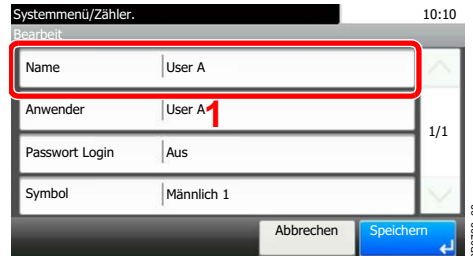 Systemmenü/Zähler. 10:10
Bearbeit
Name User A
Anwender User A
1
1/1
Passwort Login Aus
Symbol Männlich 1
Abbrechen Speichern